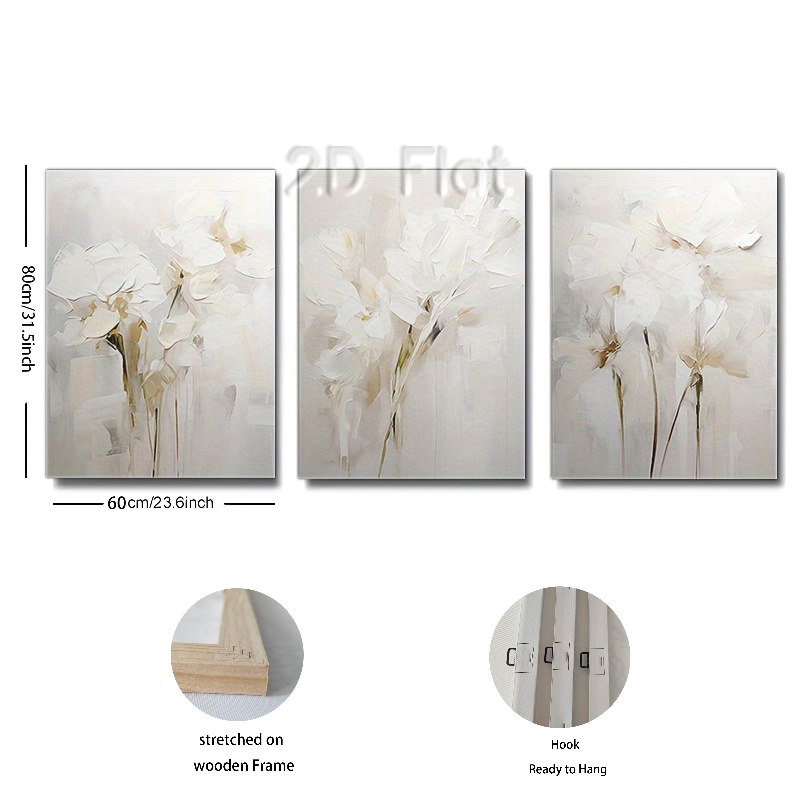 2D Flat
80cm/31.5inch
60cm/23.6inch
stretched on
wooden Frame
Hook
Ready to Hang